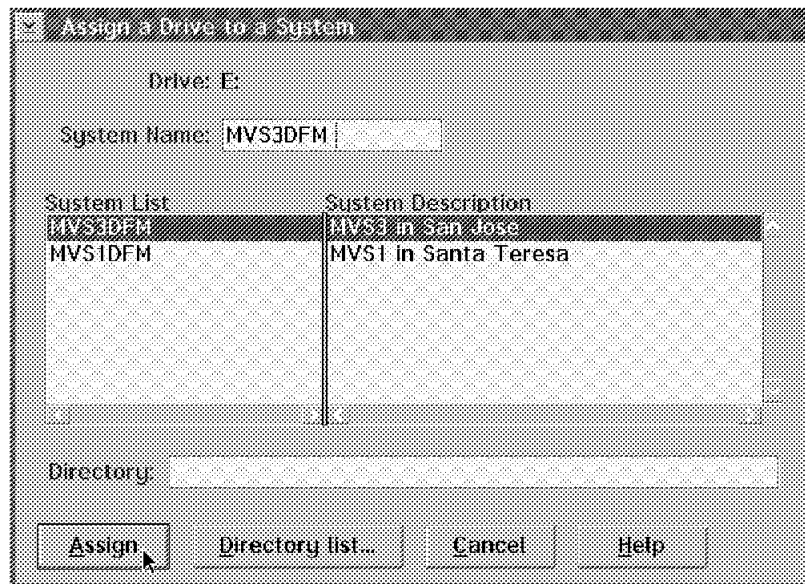 Assign a Drive to a System
Drive: E:
System Name: MVS3DFM
System List System Description
MVS3DFM MVS3 in San Jose
MVS1DFM MVS1 in Santa Teresa
Directory:
Assign Directory list... Cancel Help